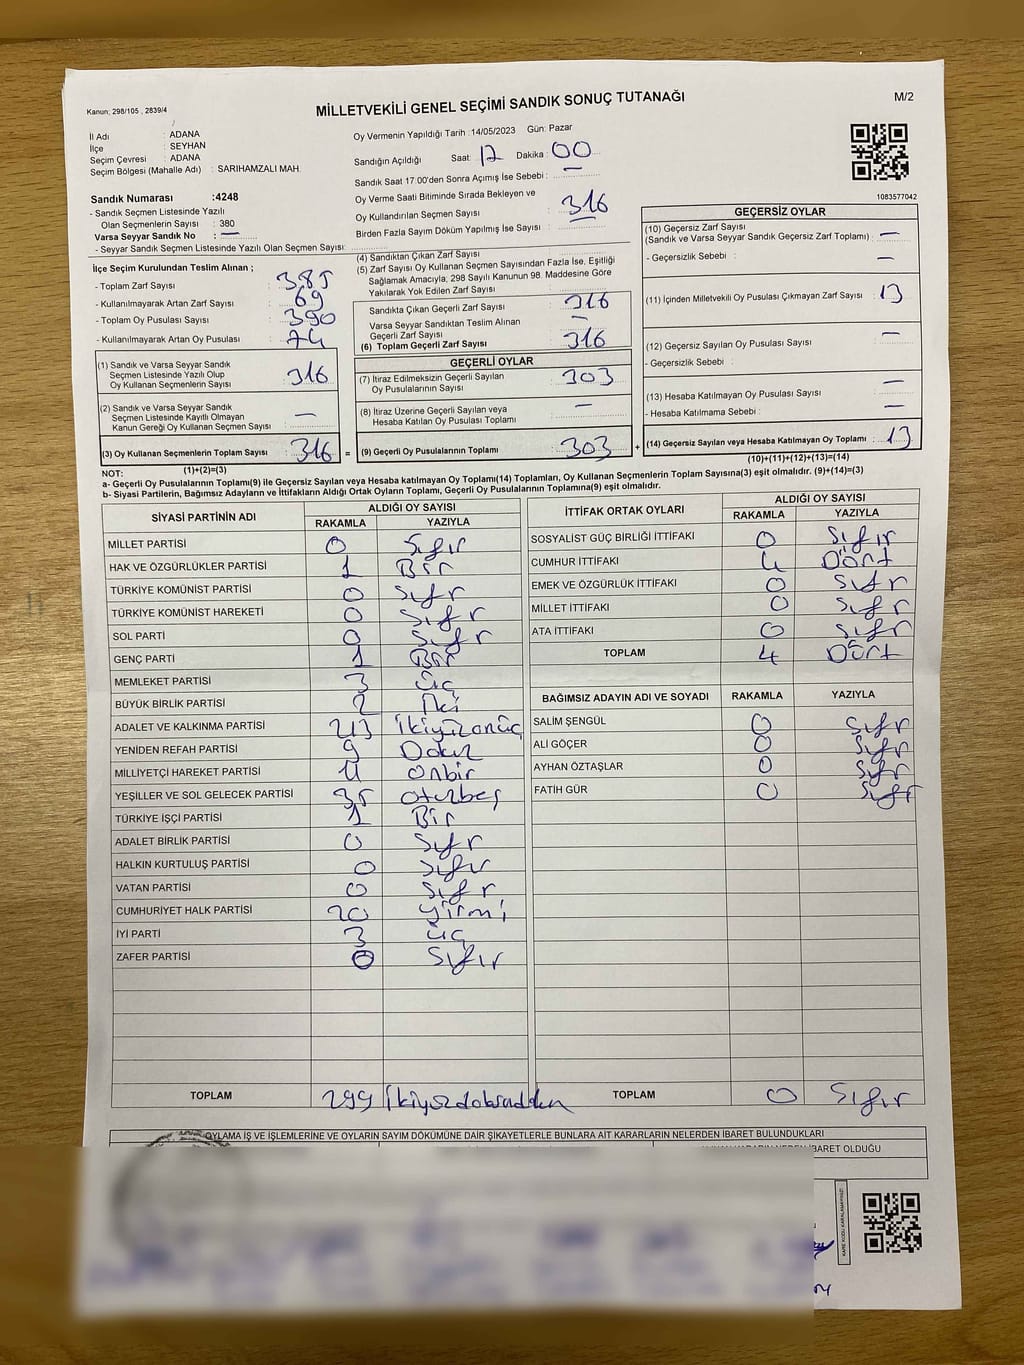 Kanun; 298/105 , 2839/4
MİLLETVEKİLİ GENEL SEÇİMİ SANDIK SONUÇ TUTANAĞI
M/2
İl Adı : ADANA
İlçe : SEYHAN
Seçim Çevresi : ADANA
Seçim Bölgesi (Mahalle Adı) : SARIHAMZALI MAH.
Oy Vermenin Yapıldığı Tarih :14/05/2023 Gün: Pazar
Sandığın Açıldığı Saat: 17 Dakika: 00
Sandık Saat 17:00'den Sonra Açımış İse Sebebi : —
Oy Verme Saati Bitiminde Sırada Bekleyen ve
Oy Kullandırılan Seçmen Sayısı : 316
Birden Fazla Sayım Döküm Yapılmış İse Sayısı :
1083577042
Sandık Numarası :4248
- Sandık Seçmen Listesinde Yazılı
Olan Seçmenlerin Sayısı : 380
Varsa Seyyar Sandık No : —
- Seyyar Sandık Seçmen Listesinde Yazılı Olan Seçmen Sayısı:
İlçe Seçim Kurulundan Teslim Alınan ;
- Toplam Zarf Sayısı : 385
- Kullanılmayarak Artan Zarf Sayısı : 69
- Toplam Oy Pusulası Sayısı : 390
- Kullanılmayarak Artan Oy Pusulası : 74
(1) Sandık ve Varsa Seyyar Sandık
Seçmen Listesinde Yazılı Olup
Oy Kullanan Seçmenlerin Sayısı : 316
(2) Sandık ve Varsa Seyyar Sandık
Seçmen Listesinde Kayıtlı Olmayan
Kanun Gereği Oy Kullanan Seçmen Sayısı : —
(3) Oy Kullanan Seçmenlerin Toplam Sayısı : 316 =
(1)+(2)=(3)
(4) Sandıktan Çıkan Zarf Sayısı :
(5) Zarf Sayısı Oy Kullanan Seçmen Sayısından Fazla İse, Eşitliği
Sağlamak Amacıyla, 298 Sayılı Kanunun 98. Maddesine Göre
Yakılarak Yok Edilen Zarf Sayısı :
Sandıkta Çıkan Geçerli Zarf Sayısı : 316
Varsa Seyyar Sandıktan Teslim Alınan
Geçerli Zarf Sayısı : —
(6) Toplam Geçerli Zarf Sayısı : 316
GEÇERLİ OYLAR
(7) İtiraz Edilmeksizin Geçerli Sayılan
Oy Pusulalarının Sayısı : 303
(8) İtiraz Üzerine Geçerli Sayılan veya
Hesaba Katılan Oy Pusulası Toplamı : —
(9) Geçerli Oy Pusulalarının Toplamı : 303 +
GEÇERSİZ OYLAR
(10) Geçersiz Zarf Sayısı
(Sandık ve Varsa Seyyar Sandık Geçersiz Zarf Toplamı) : —
- Geçersizlik Sebebi : —
(11) İçinden Milletvekili Oy Pusulası Çıkmayan Zarf Sayısı : 13
(12) Geçersiz Sayılan Oy Pusulası Sayısı :
- Geçersizlik Sebebi :
(13) Hesaba Katılmayan Oy Pusulası Sayısı : —
- Hesaba Katılmama Sebebi : —
(14) Geçersiz Sayılan veya Hesaba Katılmayan Oy Toplamı : 13
(10)+(11)+(12)+(13)=(14)
NOT:
a- Geçerli Oy Pusulalarının Toplamı(9) ile Geçersiz Sayılan veya Hesaba katılmayan Oy Toplamı(14) Toplamları, Oy Kullanan Seçmenlerin Toplam Sayısına(3) eşit olmalıdır. (9)+(14)=(3)
b- Siyasi Partilerin, Bağımsız Adayların ve İttifakların Aldığı Ortak Oyların Toplamı, Geçerli Oy Pusulalarının Toplamına(9) eşit olmalıdır.
SİYASİ PARTİNİN ADI
ALDIĞI OY SAYISI
RAKAMLA YAZIYLA
MİLLET PARTİSİ 0 Sıfır
HAK VE ÖZGÜRLÜKLER PARTİSİ 1 Bir
TÜRKİYE KOMÜNİST PARTİSİ 0 Sıfır
TÜRKİYE KOMÜNİST HAREKETİ 0 Sıfır
SOL PARTİ 0 Sıfır
GENÇ PARTİ 1 Bir
MEMLEKET PARTİSİ 3 üç
BÜYÜK BİRLİK PARTİSİ 2 İki
ADALET VE KALKINMA PARTİSİ 213 İkiyüzonüç
YENİDEN REFAH PARTİSİ 9 Dokuz
MİLLİYETÇİ HAREKET PARTİSİ 11 Onbir
YEŞİLLER VE SOL GELECEK PARTİSİ 35 otuzbeş
TÜRKİYE İŞÇİ PARTİSİ 1 Bir
ADALET BİRLİK PARTİSİ 0 Sıfır
HALKIN KURTULUŞ PARTİSİ 0 Sıfır
VATAN PARTİSİ 0 Sıfır
CUMHURİYET HALK PARTİSİ 20 yirmi
İYİ PARTİ 3 üç
ZAFER PARTİSİ 0 Sıfır
TOPLAM 299
İTTİFAK ORTAK OYLARI
ALDIĞI OY SAYISI
RAKAMLA YAZIYLA
SOSYALİST GÜÇ BİRLİĞİ İTTİFAKI 0 Sıfır
CUMHUR İTTİFAKI 4 Dört
EMEK VE ÖZGÜRLÜK İTTİFAKI 0 Sıfır
MİLLET İTTİFAKI 0 Sıfır
ATA İTTİFAKI 0 Sıfır
TOPLAM 4 Dört
BAĞIMSIZ ADAYIN ADI VE SOYADI RAKAMLA YAZIYLA
SALİM ŞENGÜL 0 Sıfır
ALİ GÖÇER 0 Sıfır
AYHAN ÖZTAŞLAR 0 Sıfır
FATİH GÜR 0 Sıfır
TOPLAM 0 Sıfır
OYLAMA İŞ VE İŞLEMLERİNE VE OYLARIN SAYIM DÖKÜMÜNE DAİR ŞİKAYETLERLE BUNLARA AİT KARARLARIN NELERDEN İBARET BULUNDUKLARI
İBARET OLDUĞU